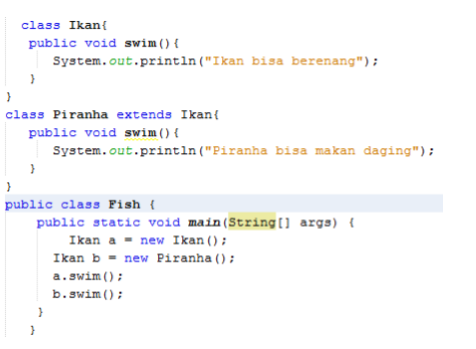 class Ikan{
public void swim(){
System.out.println("Ikan bisa berenang");
}
}
class Piranha extends Ikan{
public void swim(){
System.out.println("Piranha bisa makan daging");
}
}
public class Fish {
public static void main(String[] args) {
Ikan a = new Ikan();
Ikan b = new Piranha();
a.swim();
b.swim();
}
}